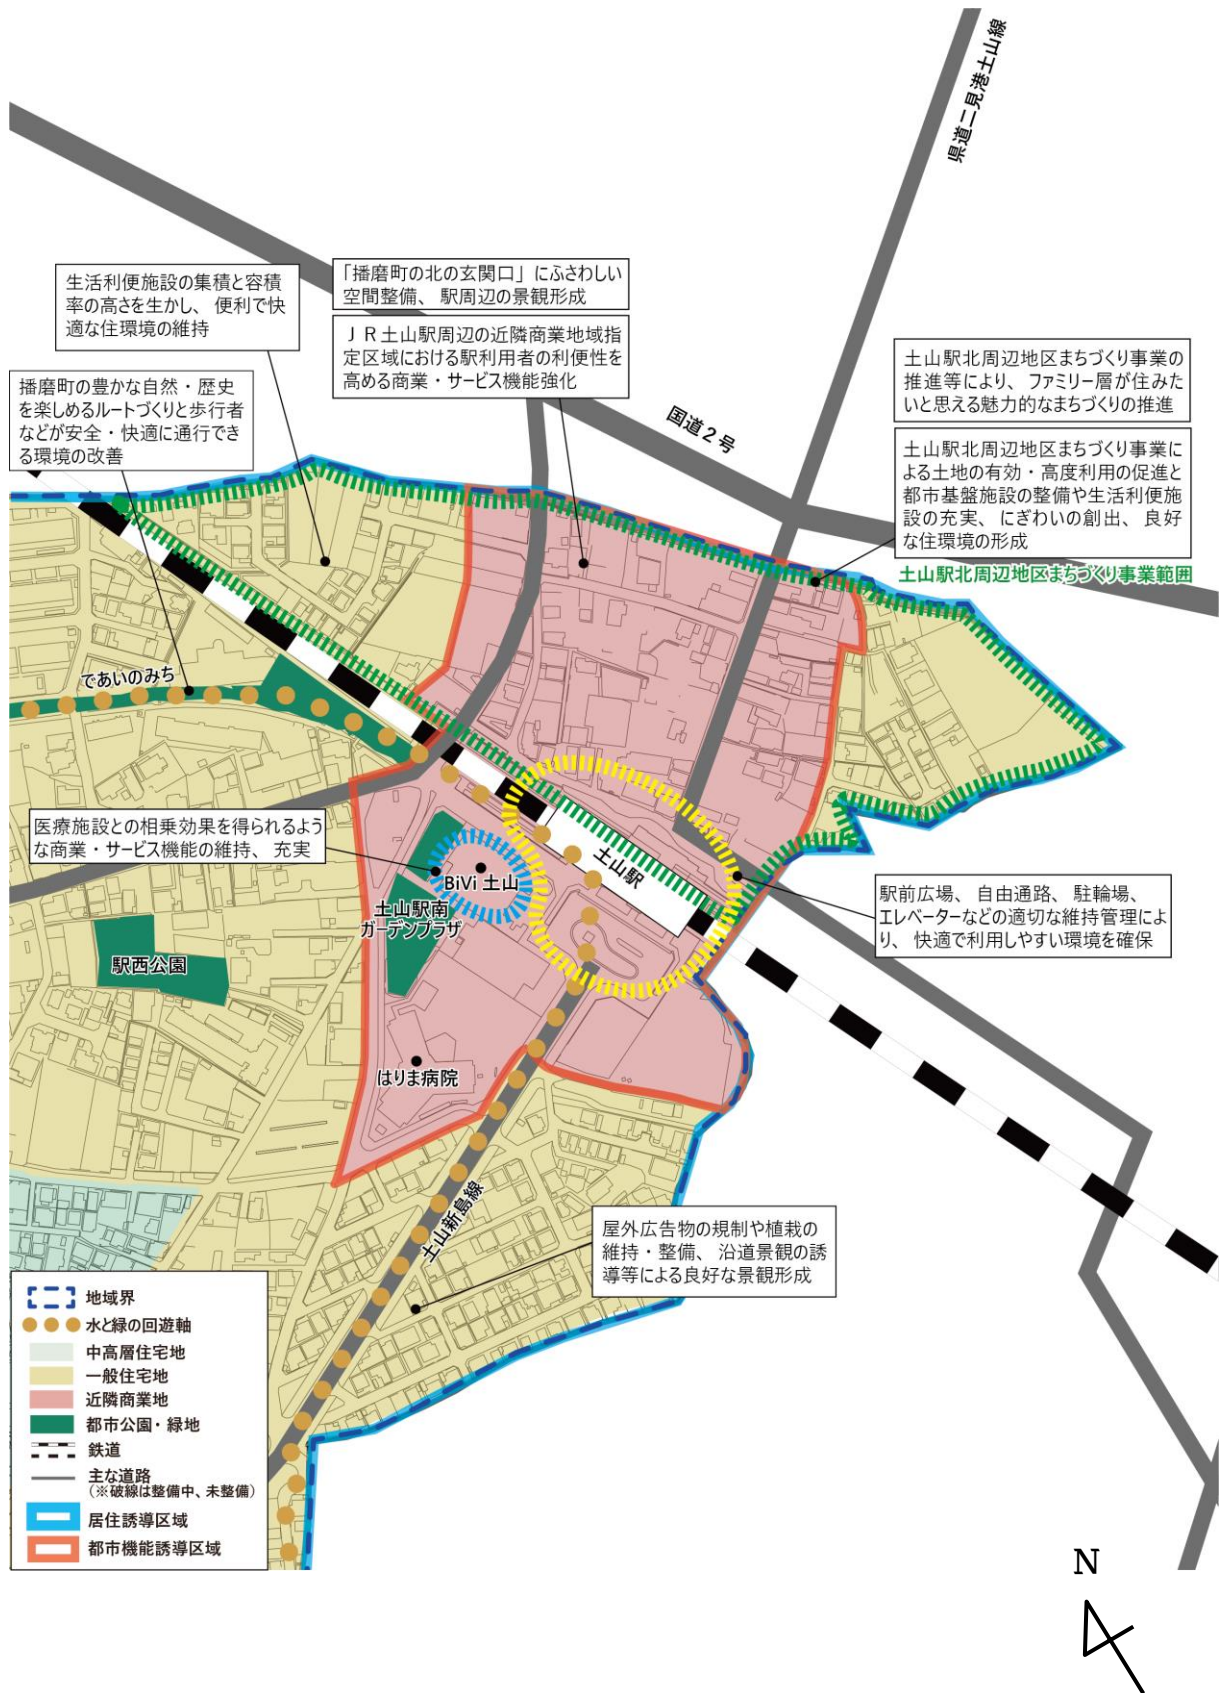 県道二見港土山線
生活利便施設の集積と容積
率の高さを生かし、便利で快
適な住環境の維持
「播磨町の北の玄関口」にふさわしい
空間整備、駅周辺の景観形成
ＪＲ土山駅周辺の近隣商業地域指
定区域における駅利用者の利便性を
高める商業・サービス機能強化
土山駅北周辺地区まちづくり事業の
推進等により、ファミリー層が住みた
いと思える魅力的なまちづくりの推進
播磨町の豊かな自然・歴史
を楽しめるルートづくりと歩行者
などが安全・快適に通行でき
る環境の改善
国道２号
土山駅北周辺地区まちづくり事業に
よる土地の有効・高度利用の促進と
都市基盤施設の整備や生活利便施
設の充実、にぎわいの創出、良好
な住環境の形成
土山駅北周辺地区まちづくり事業範囲
であいのみち
医療施設との相乗効果を得られるよう
な商業・サービス機能の維持、充実
土山駅
BiVi 土山
土山駅南
ガーデンプラザ
駅前広場、自由通路、駐輪場、
エレベーターなどの適切な維持管理によ
り、快適で利用しやすい環境を確保
駅西公園
はりま病院
土山新島線
屋外広告物の規制や植栽の
維持・整備、沿道景観の誘
導等による良好な景観形成
地域界
水と緑の回遊軸
中高層住宅地
一般住宅地
近隣商業地
都市公園・緑地
鉄道
主な道路
（※破線は整備中、未整備）
居住誘導区域
都市機能誘導区域
N